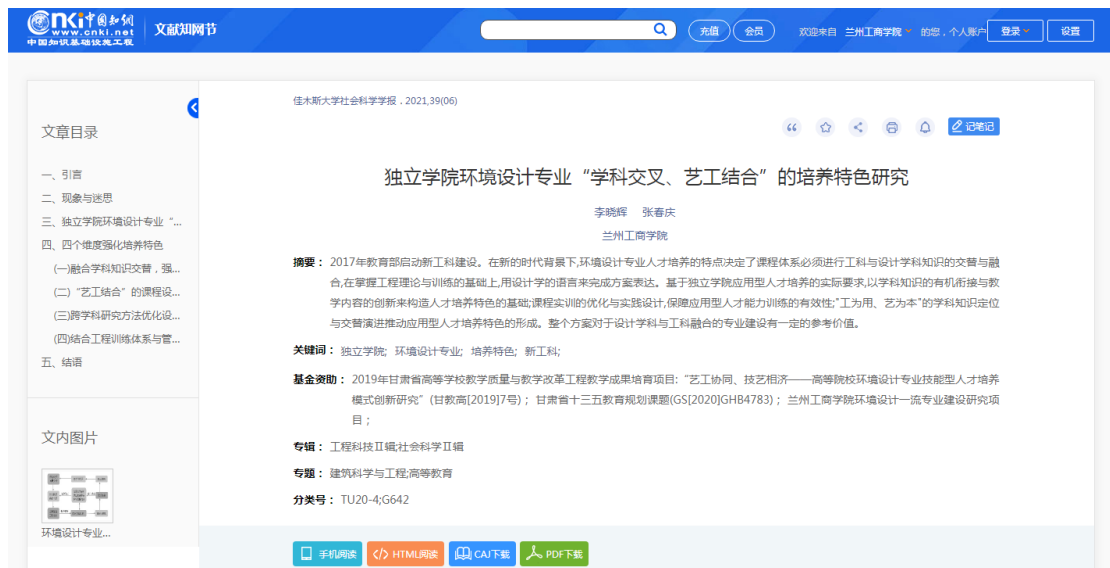 cnki中国知网
www.cnki.net
中国知识基础设施工程
文献知网节
充值
会员
欢迎来自 兰州工商学院 的您，个人账户
登录
设置
文章目录
一、引言
二、现象与迷思
三、独立学院环境设计专业“...
四、四个维度强化培养特色
(一)融合学科知识交替，强...
(二)“艺工结合”的课程设...
(三)跨学科研究方法优化设...
(四)结合工程训练体系与管...
五、结语
文内图片
环境设计专业...
佳木斯大学社会科学学报 . 2021,39(06)
记笔记
独立学院环境设计专业“学科交叉、艺工结合”的培养特色研究
李晓辉 张春庆
兰州工商学院
摘要： 2017年教育部启动新工科建设。在新的时代背景下,环境设计专业人才培养的特点决定了课程体系必须进行工科与设计学科知识的交替与融
合,在掌握工程理论与训练的基础上,用设计学的语言来完成方案表达。基于独立学院应用型人才培养的实际要求,以学科知识的有机衔接与教
学内容的创新来构造人才培养特色的基础;课程实训的优化与实践设计,保障应用型人才能力训练的有效性;"工为用、艺为本"的学科知识定位
与交替演进推动应用型人才培养特色的形成。整个方案对于设计学科与工科融合的专业建设有一定的参考价值。
关键词： 独立学院; 环境设计专业; 培养特色; 新工科;
基金资助： 2019年甘肃省高等学校教学质量与教学改革工程教学成果培育项目:“艺工协同、技艺相济——高等院校环境设计专业技能型人才培养
模式创新研究”(甘教高[2019]7号)； 甘肃省十三五教育规划课题(GS[2020]GHB4783)； 兰州工商学院环境设计一流专业建设研究项
目；
专辑： 工程科技Ⅱ辑;社会科学Ⅱ辑
专题： 建筑科学与工程;高等教育
分类号： TU20-4;G642
手机阅读
HTML阅读
CAJ下载
PDF下载